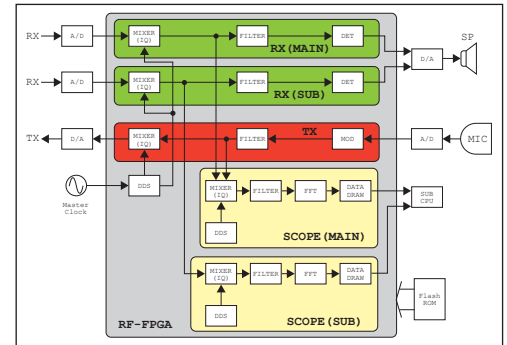 RX
A/D
MIXER
(IQ)
FILTER
DET
RX(MAIN)
SP
D/A
RX
A/D
MIXER
(IQ)
FILTER
DET
RX(SUB)
TX
D/A
MIXER
(IQ)
FILTER
TX
MOD
A/D
MIC
Master
Clock
DDS
MIXER
(IQ)
FILTER
FFT
DATA
DRAW
SUB
CPU
DDS
SCOPE(MAIN)
MIXER
(IQ)
FILTER
FFT
DATA
DRAW
DDS
SCOPE(SUB)
Flash
ROM
RF-FPGA